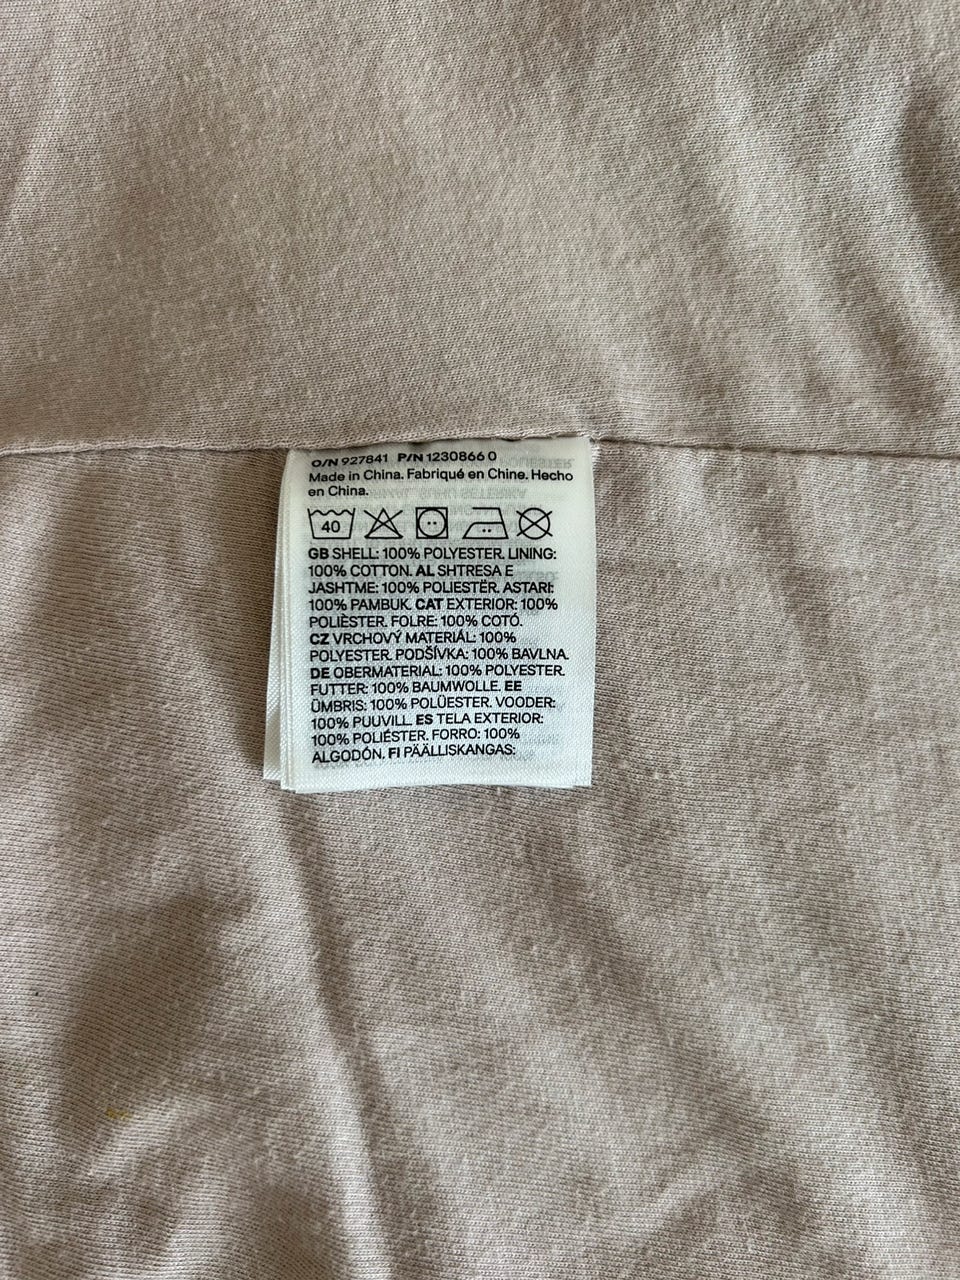 O/N 927841 P/N 1230866 0
Made in China. Fabriqué en Chine. Hecho
en China.
40
GB SHELL: 100% POLYESTER. LINING:
100% COTTON. AL SHTRESA E
JASHTME: 100% POLIESTËR. ASTARI:
100% PAMBUK. CAT EXTERIOR: 100%
POLIÈSTER. FOLRE: 100% COTÓ.
CZ VRCHOVÝ MATERIÁL: 100%
POLYESTER. PODŠÍVKA: 100% BAVLNA.
DE OBERMATERIAL: 100% POLYESTER.
FUTTER: 100% BAUMWOLLE. EE
ÜMBRIS: 100% POLÜESTER. VOODER:
100% PUUVILL. ES TELA EXTERIOR:
100% POLIÉSTER. FORRO: 100%
ALGODÓN. FI PÄÄLLISKANGAS: